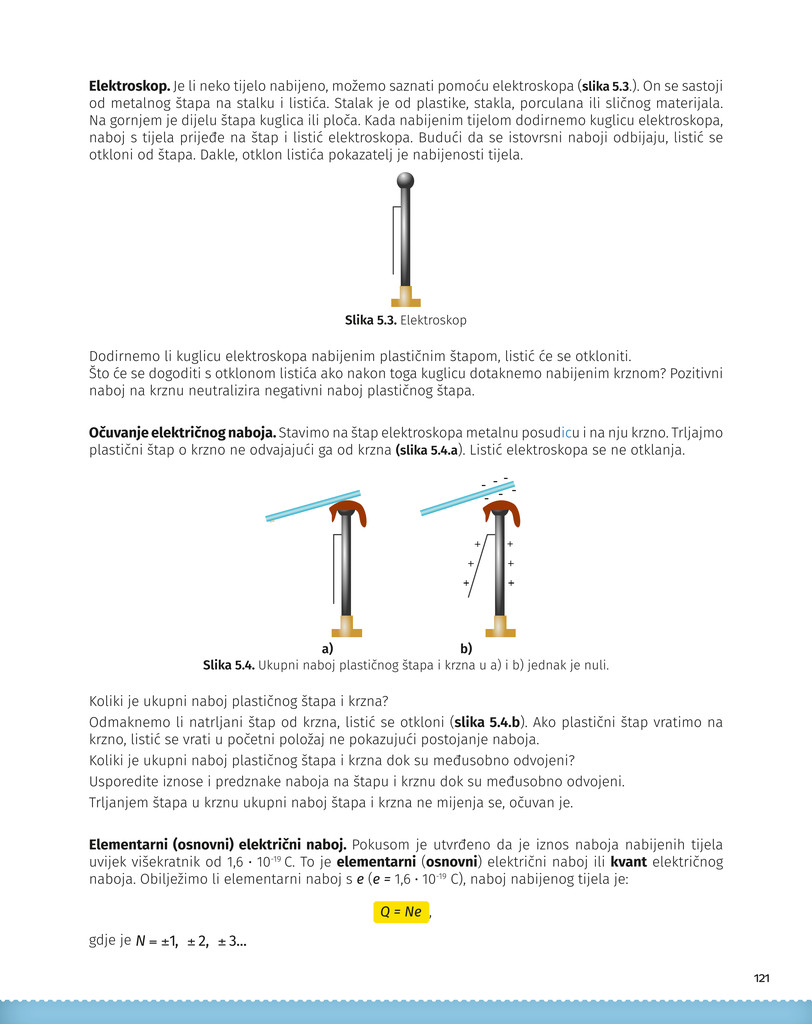 Elektroskop. Je li neko tijelo nabijeno, možemo saznati pomoću elektroskopa (slika 5.3.). On se sastoji
od metalnog štapa na stalku i listića. Stalak je od plastike, stakla, porculana ili sličnog materijala.
Na gornjem je dijelu štapa kuglica ili ploča. Kada nabijenim tijelom dodirnemo kuglicu elektroskopa,
naboj s tijela prijeđe na štap i listić elektroskopa. Budući da se istovrsni naboji odbijaju, listić se
otkloni od štapa. Dakle, otklon listića pokazatelj je nabijenosti tijela.
Slika 5.3. Elektroskop
Dodirnemo li kuglicu elektroskopa nabijenim plastičnim štapom, listić će se otkloniti.
Što će se dogoditi s otklonom listića ako nakon toga kuglicu dotaknemo nabijenim krznom? Pozitivni
naboj na krznu neutralizira negativni naboj plastičnog štapa.
Očuvanje električnog naboja. Stavimo na štap elektroskopa metalnu posudicu i na nju krzno. Trljajmo
plastični štap o krzno ne odvajajući ga od krzna (slika 5.4.a). Listić elektroskopa se ne otklanja.
- - -
- - -
+ +
+ +
+ +
a) b)
Slika 5.4. Ukupni naboj plastičnog štapa i krzna u a) i b) jednak je nuli.
Koliki je ukupni naboj plastičnog štapa i krzna?
Odmaknemo li natrljani štap od krzna, listić se otkloni (slika 5.4.b). Ako plastični štap vratimo na
krzno, listić se vrati u početni položaj ne pokazujući postojanje naboja.
Koliki je ukupni naboj plastičnog štapa i krzna dok su međusobno odvojeni?
Usporedite iznose i predznake naboja na štapu i krznu dok su međusobno odvojeni.
Trljanjem štapa u krznu ukupni naboj štapa i krzna ne mijenja se, očuvan je.
Elementarni (osnovni) električni naboj. Pokusom je utvrđeno da je iznos naboja nabijenih tijela
uvijek višekratnik od 1,6 · 10⁻¹⁹ C. To je elementarni (osnovni) električni naboj ili kvant električnog
naboja. Obilježimo li elementarni naboj s e (e = 1,6 · 10⁻¹⁹ C), naboj nabijenog tijela je:
Q = Ne ,
gdje je N = ±1, ± 2, ± 3...
121